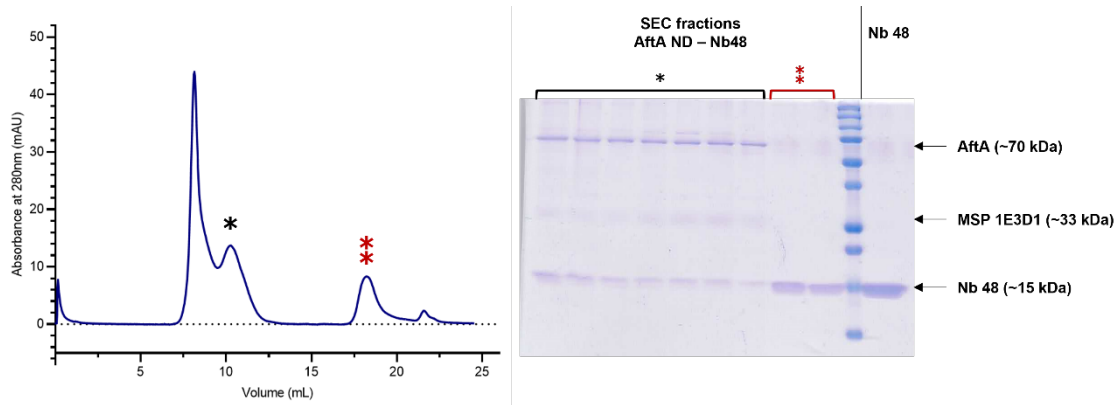 Absorbance at 280nm (mAU)
50
40
30
20
10
0
5
10
15
20
25
Volume (mL)
*
**
SEC fractions
AftA ND – Nb48
Nb 48
*
**
AftA (~70 kDa)
MSP 1E3D1 (~33 kDa)
Nb 48 (~15 kDa)